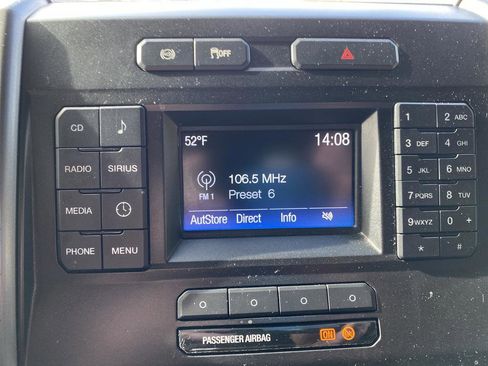 OFF
CD
RADIO SIRIUS
MEDIA
PHONE MENU
52°F 14:08
106.5 MHz
FM 1 Preset 6
AutoStore Direct Info
1 2 ABC
3 DEF 4 GHI
5 JKL 6 MNO
7 PQRS 8 TUV
9 WXYZ 0 +
* #
PASSENGER AIRBAG ON